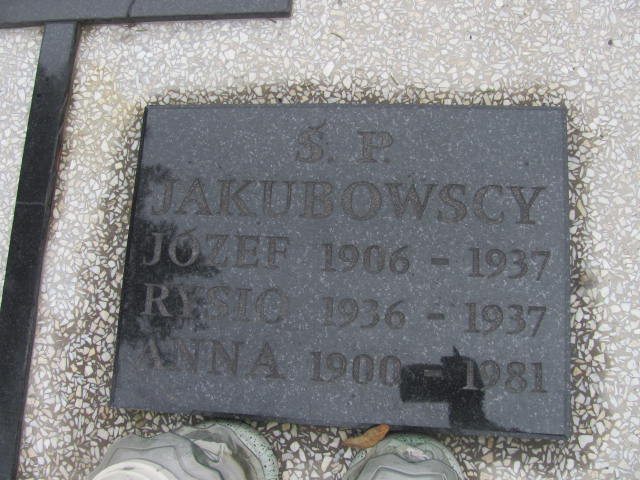 Ś. P.
JAKUBOWSCY
JÓZEF 1906 - 1937
RYSIO 1936 - 1937
ANNA 1900 - 1981